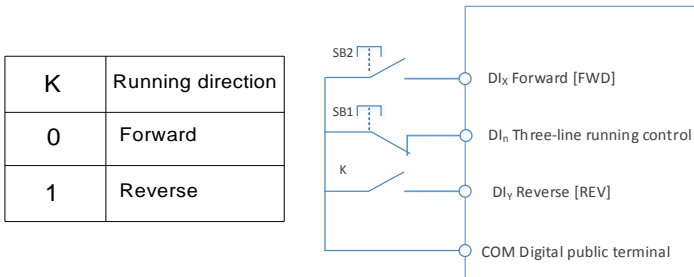 K Running direction
0 Forward
1 Reverse
SB2
DIX Forward [FWD]
SB1
DIn Three-line running control
K
DIY Reverse [REV]
COM Digital public terminal